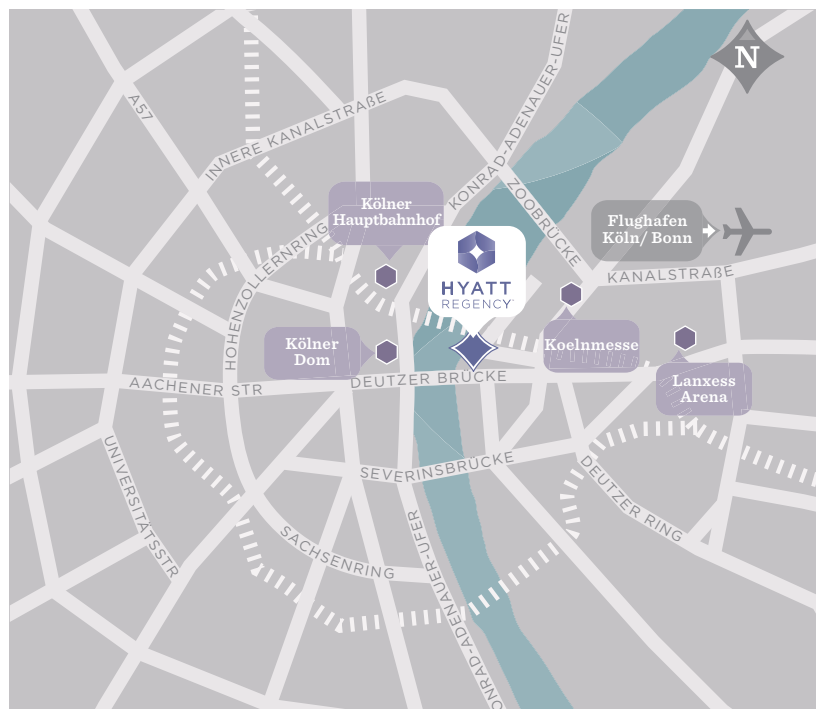 N
A57
INNERE KANALSTRAßE
KONRAD-ADENAUER-UFER
ZOOBRÜCKE
Kölner
Hauptbahnhof
Flughafen
Köln/ Bonn
HOHENZOLLERNRING
HYATT
REGENCY
KANALSTRAßE
Kölner
Dom
Koelnmesse
Lanxess
Arena
AACHENER STR
DEUTZER BRÜCKE
UNIVERSITÄTSSTR
SEVERINSBRÜCKE
DEUTZER RING
SACHSENRING
ONRAD-ADENAUER-UFER